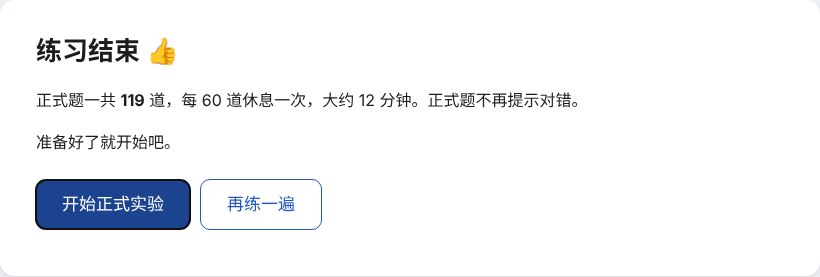 练习结束 👍
正式题一共 119 道，每 60 道休息一次，大约 12 分钟。正式题不再提示对错。
准备好了就开始吧。
开始正式实验
再练一遍